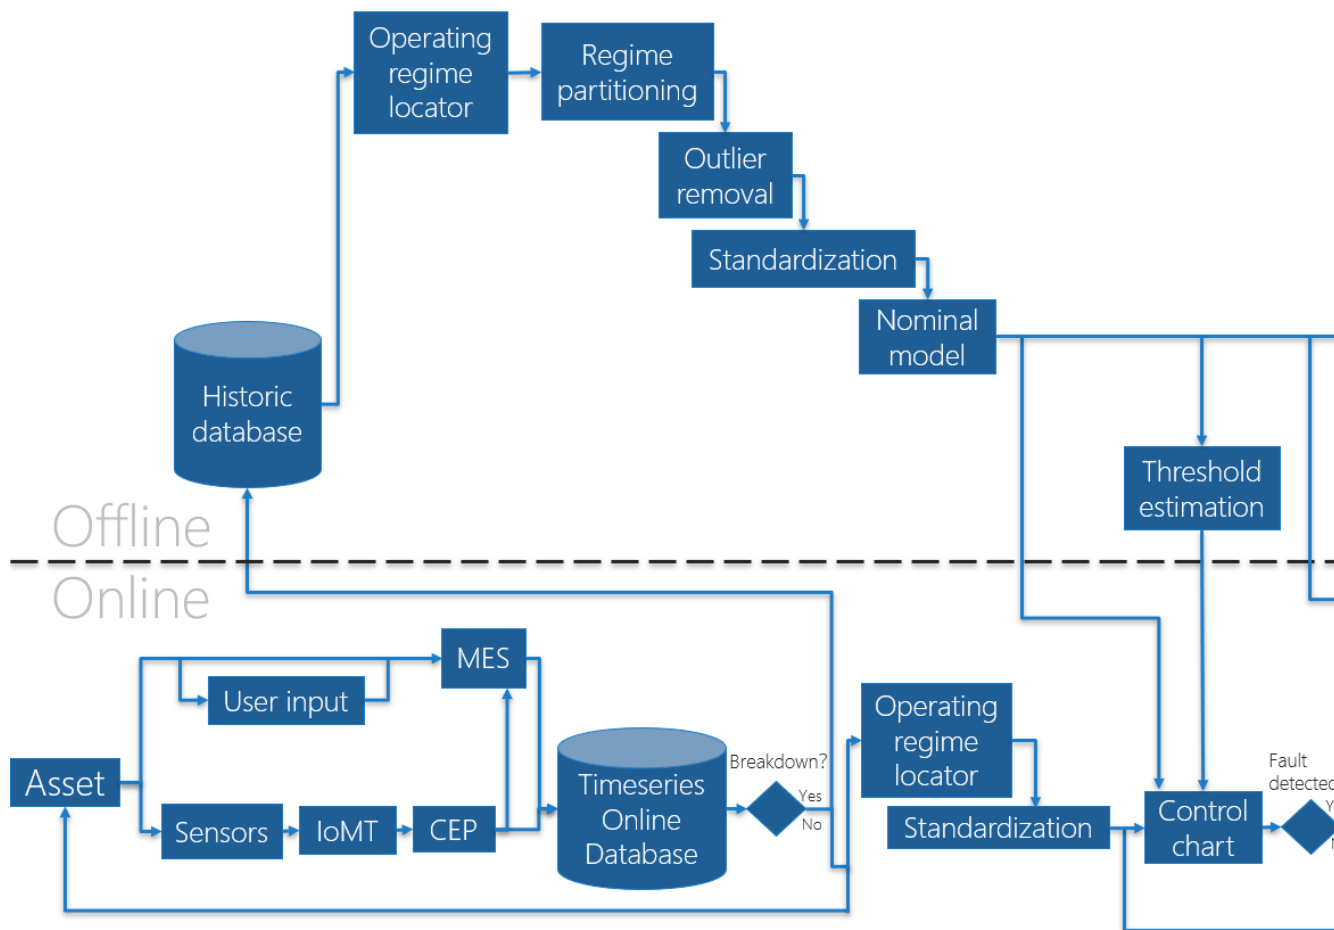 Operating
regime
locator
Regime
partitioning
Outlier
removal
Standardization
Nominal
model
Historic
database
Threshold
estimation
Offline
Online
MES
User input
Asset
Sensors
IoMT
CEP
Timeseries
Online
Database
Breakdown?
Yes
No
Operating
regime
locator
Standardization
Control
chart
Fault
detected
Y